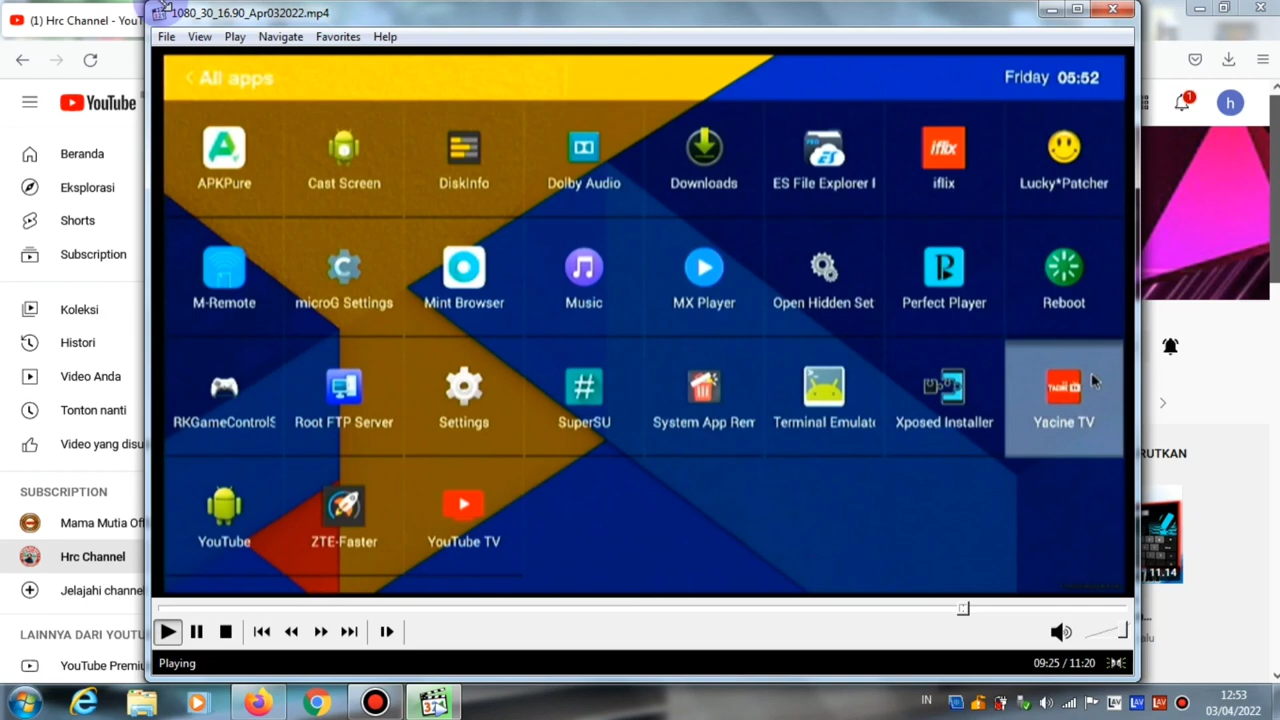 (1) Hrc Channel - YouT
1080_30_16.90_Apr032022.mp4
File View Play Navigate Favorites Help
YouTube
1
h
Beranda
Eksplorasi
Shorts
Subscription
Koleksi
Histori
Video Anda
Tonton nanti
Video yang disu
SUBSCRIPTION
Mama Mutia Of
Hrc Channel
Jelajahi channe
LAINNYA DARI YOUTU
YouTube Premiu
All apps
Friday 05:52
APKPure Cast Screen DiskInfo Dolby Audio Downloads ES File Explorer iflix Lucky*Patcher
M-Remote microG Settings Mint Browser Music MX Player Open Hidden Set Perfect Player Reboot
RKGameControlS Root FTP Server Settings SuperSU System App Rem Terminal Emulat Xponsed Installer Yacine TV
YouTube ZTE-Faster YouTube TV
RUTKAN
11.14
alu
Playing
09:25 / 11:20
IN
12:53
03/04/2022